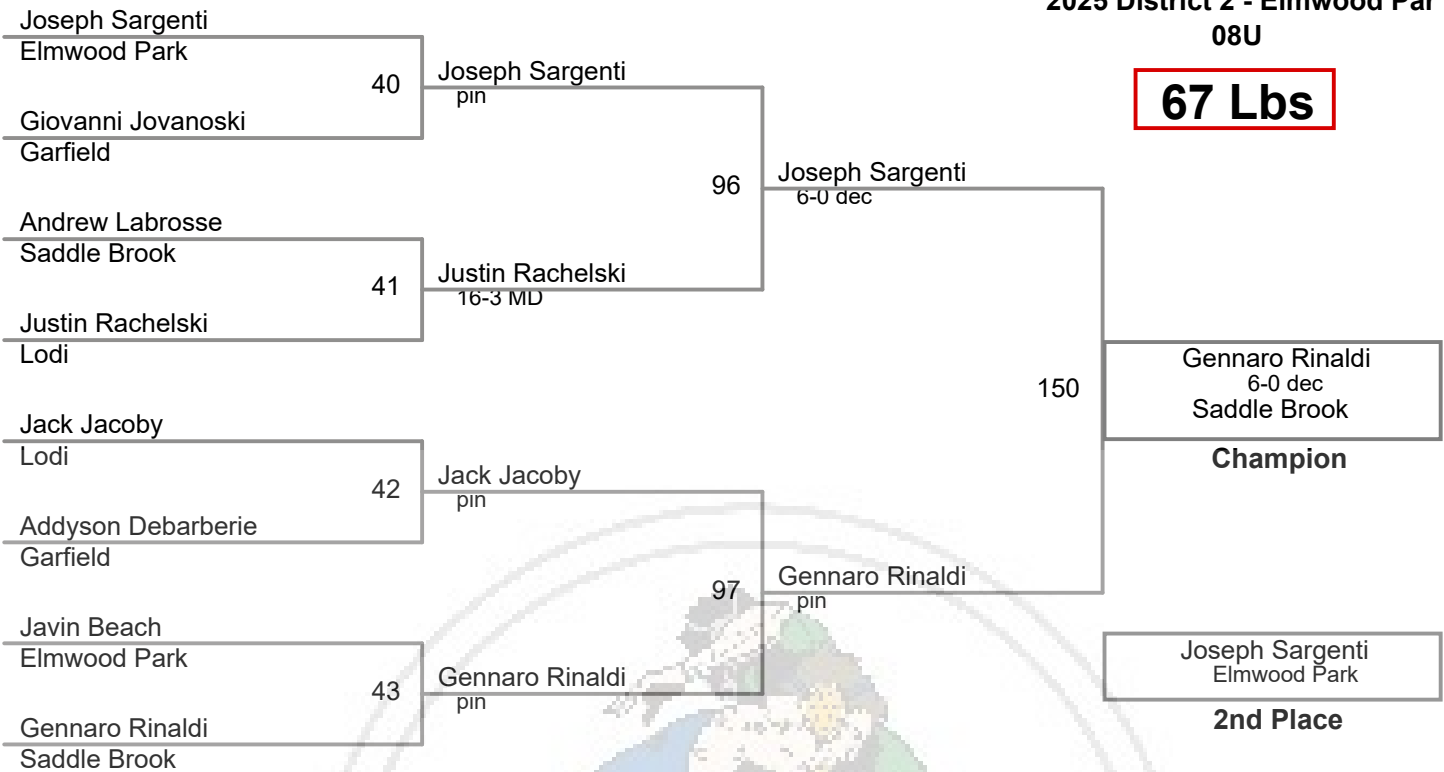 2025 District 2 - Elmwood Par
08U
67 Lbs
Joseph Sargenti
Elmwood Park
40
Joseph Sargenti
pin
Giovanni Jovanoski
Garfield
96
Joseph Sargenti
6-0 dec
Andrew Labrosse
Saddle Brook
41
Justin Rachelski
16-3 MD
Justin Rachelski
Lodi
150
Gennaro Rinaldi
6-0 dec
Saddle Brook
Champion
Jack Jacoby
Lodi
42
Jack Jacoby
pin
Addyson Debarberie
Garfield
97
Gennaro Rinaldi
pin
Javin Beach
Elmwood Park
43
Gennaro Rinaldi
pin
Gennaro Rinaldi
Saddle Brook
Joseph Sargenti
Elmwood Park
2nd Place